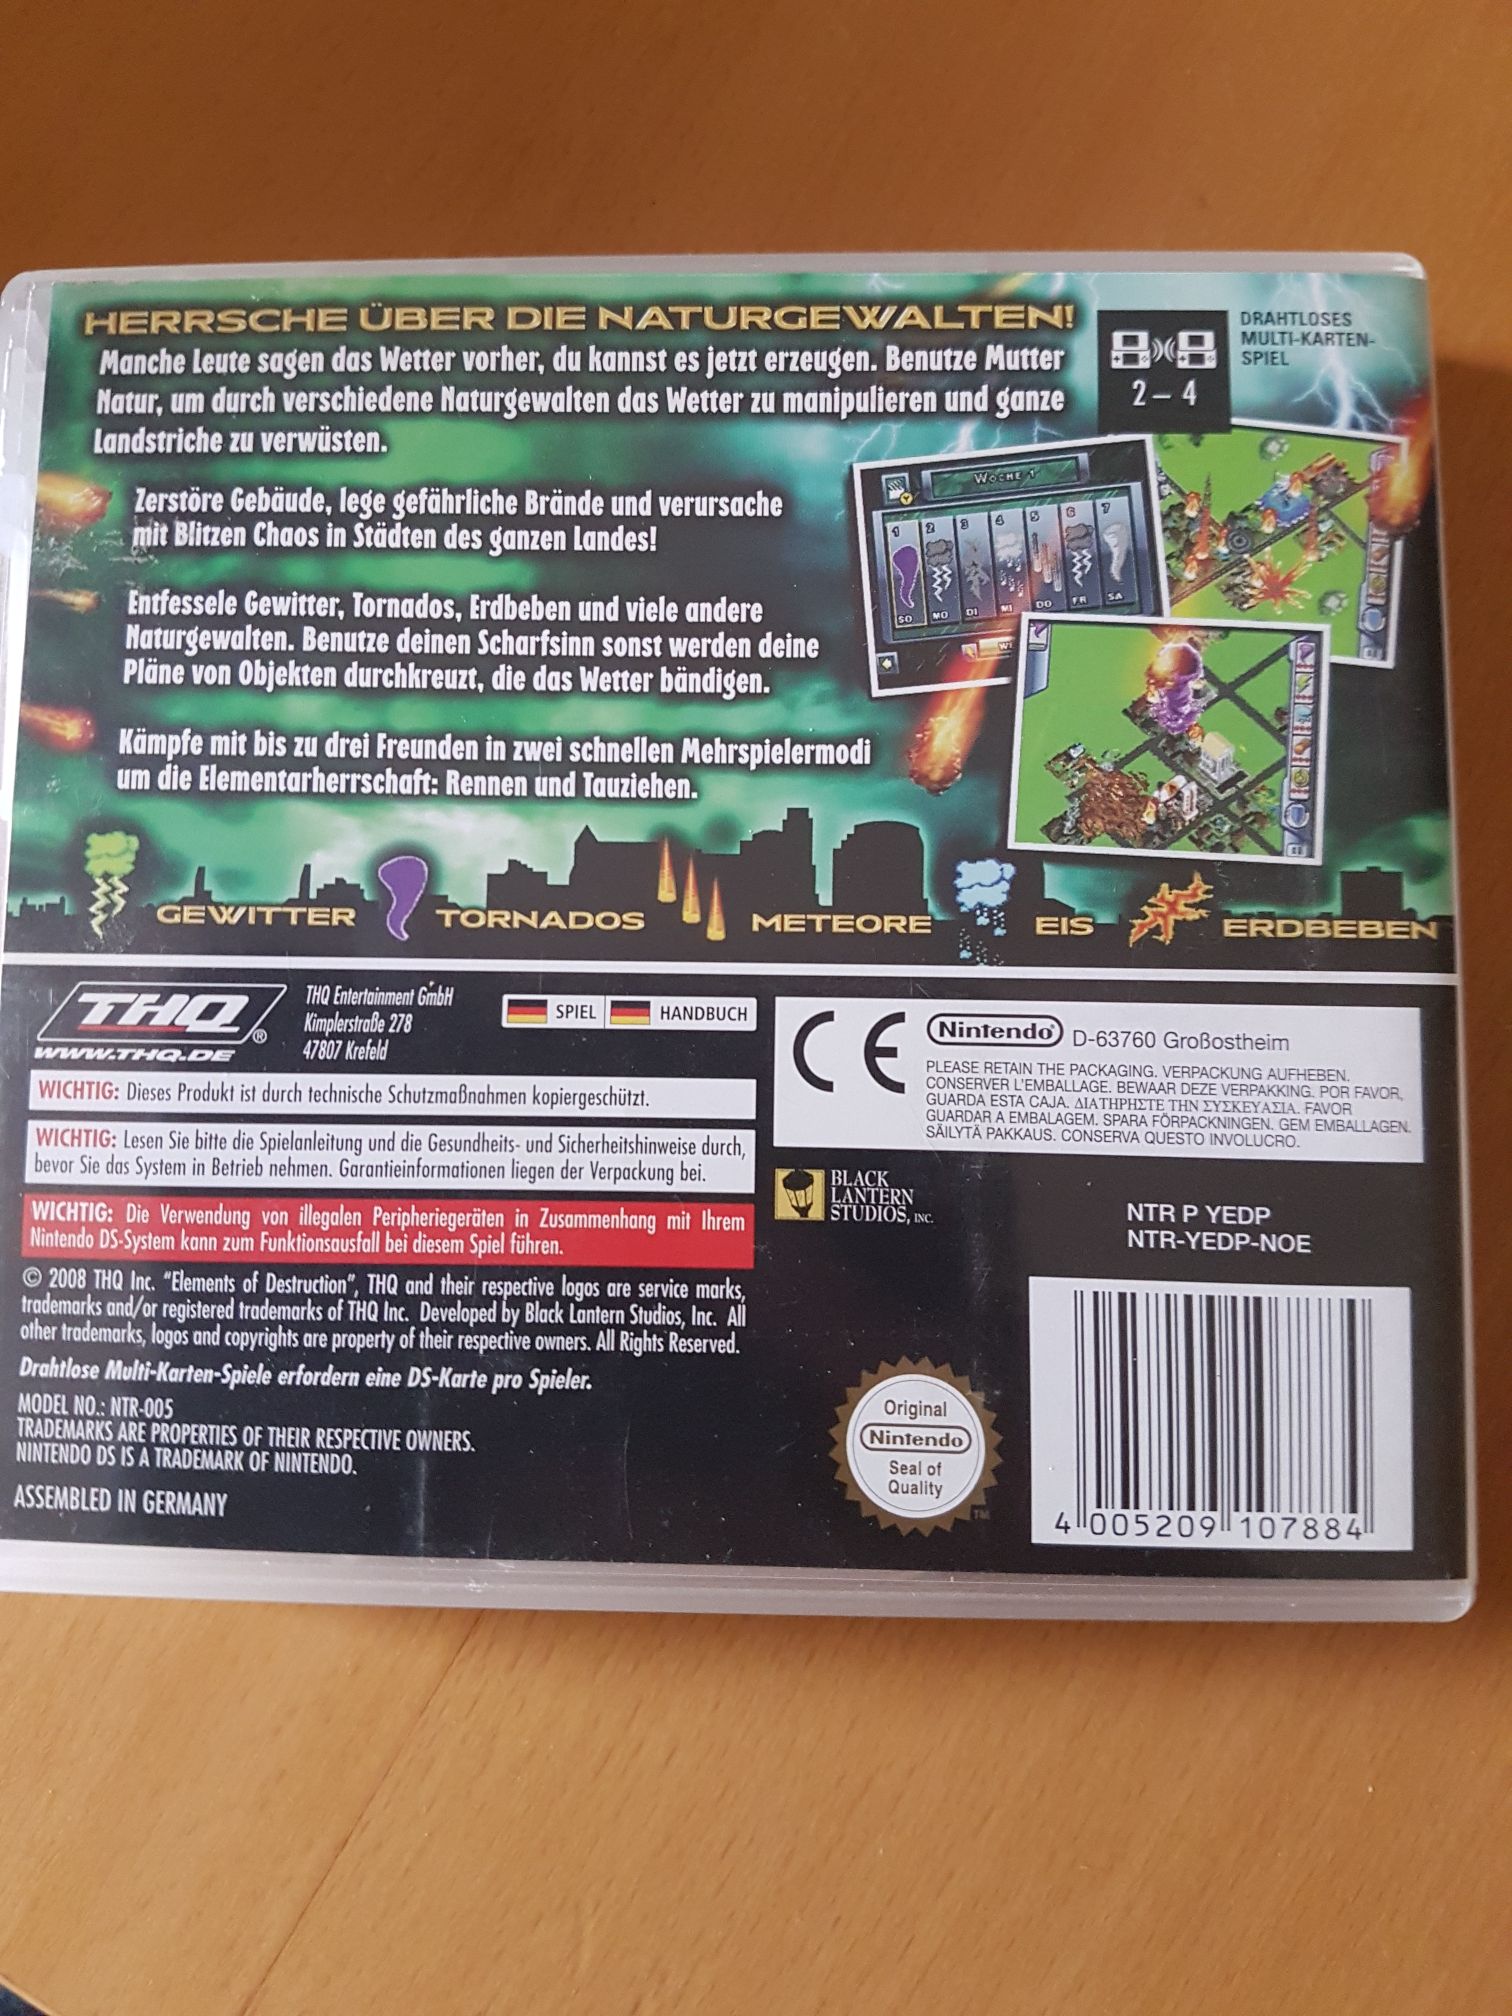 HERRSCHE ÜBER DIE NATURGEWALTEN!
Manche Leute sagen das Wetter vorher, du kannst es jetzt erzeugen. Benutze Mutter
Natur, um durch verschiedene Naturgewalten das Wetter zu manipulieren und ganze
Landstriche zu verwüsten.
Zerstöre Gebäude, lege gefährliche Brände und verursache
mit Blitzen Chaos in Städten des ganzen Landes!
Entfessele Gewitter, Tornados, Erdbeben und viele andere
Naturgewalten. Benutze deinen Scharfsinn sonst werden deine
Pläne von Objekten durchkreuzt, die das Wetter bändigen.
Kämpfe mit bis zu drei Freunden in zwei schnellen Mehrspielermodi
um die Elementarherrschaft: Rennen und Tauziehen.
2 – 4
DRAHTLOSES
MULTI-KARTEN-
SPIEL
WOCHE 1
1 2 3 4 5 6 7
SO MO DI MI DO FR SA
GEWITTER TORNADOS METEORE EIS ERDBEBEN
THQ®
WWW.THQ.DE
THQ Entertainment GmbH
Kimplerstraße 278
47807 Krefeld
SPIEL HANDBUCH
WICHTIG: Dieses Produkt ist durch technische Schutzmaßnahmen kopiergeschützt.
WICHTIG: Lesen Sie bitte die Spielanleitung und die Gesundheits- und Sicherheitshinweise durch,
bevor Sie das System in Betrieb nehmen. Garantieinformationen liegen der Verpackung bei.
WICHTIG: Die Verwendung von illegalen Peripheriegeräten in Zusammenhang mit Ihrem
Nintendo DS-System kann zum Funktionsausfall bei diesem Spiel führen.
© 2008 THQ Inc. "Elements of Destruction", THQ and their respective logos are service marks,
trademarks and/or registered trademarks of THQ Inc. Developed by Black Lantern Studios, Inc. All
other trademarks, logos and copyrights are property of their respective owners. All Rights Reserved.
Drahtlose Multi-Karten-Spiele erfordern eine DS-Karte pro Spieler.
MODEL NO.: NTR-005
TRADEMARKS ARE PROPERTIES OF THEIR RESPECTIVE OWNERS.
NINTENDO DS IS A TRADEMARK OF NINTENDO.
ASSEMBLED IN GERMANY
CE
Nintendo® D-63760 Großostheim
PLEASE RETAIN THE PACKAGING. VERPACKUNG AUFHEBEN.
CONSERVER L'EMBALLAGE. BEWAAR DEZE VERPAKKING. POR FAVOR,
GUARDA ESTA CAJA. ΔΙΑΤΗΡΗΣΤΕ ΤΗΝ ΣΥΣΚΕΥΑΣΙΑ. FAVOR
GUARDAR A EMBALAGEM. SPARA FÖRPACKNINGEN. GEM EMBALLAGEN.
SÄILYTÄ PAKKAUS. CONSERVA QUESTO INVOLUCRO.
BLACK
LANTERN
STUDIOS, INC.
NTR P YEDP
NTR-YEDP-NOE
Original
Nintendo
Seal of
Quality
TM
4 005209 107884